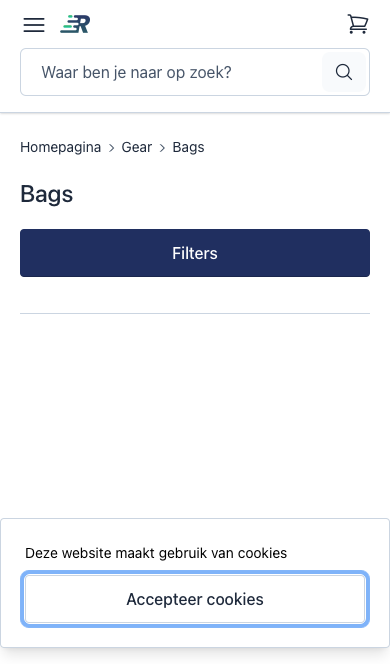 Waar ben je naar op zoek?
Homepagina > Gear > Bags
Bags
Filters
Deze website maakt gebruik van cookies
Accepteer cookies